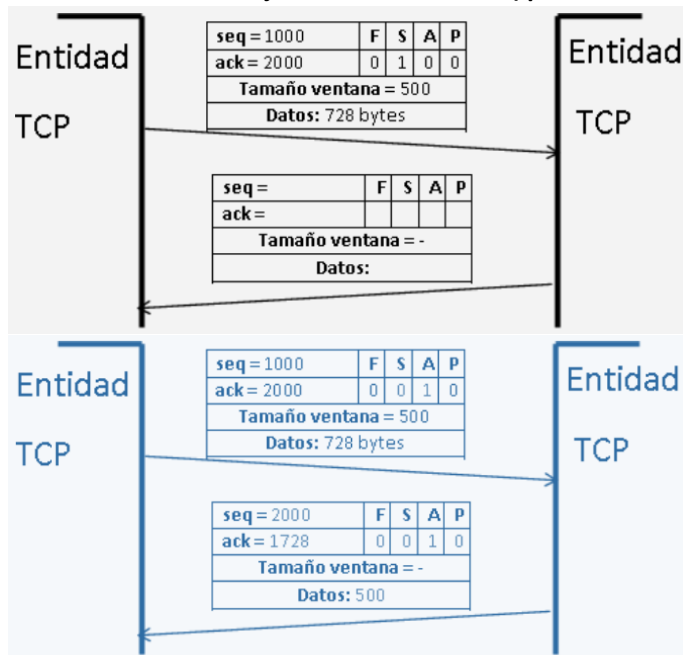 Entidad
TCP
seq = 1000 F S A P
ack = 2000 0 1 0 0
Tamaño ventana = 500
Datos: 728 bytes
Entidad
TCP
seq = F S A P
ack =
Tamaño ventana = -
Datos:
Entidad
TCP
seq = 1000 F S A P
ack = 2000 0 0 1 0
Tamaño ventana = 500
Datos: 728 bytes
Entidad
TCP
seq = 2000 F S A P
ack = 1728 0 0 1 0
Tamaño ventana = -
Datos: 500